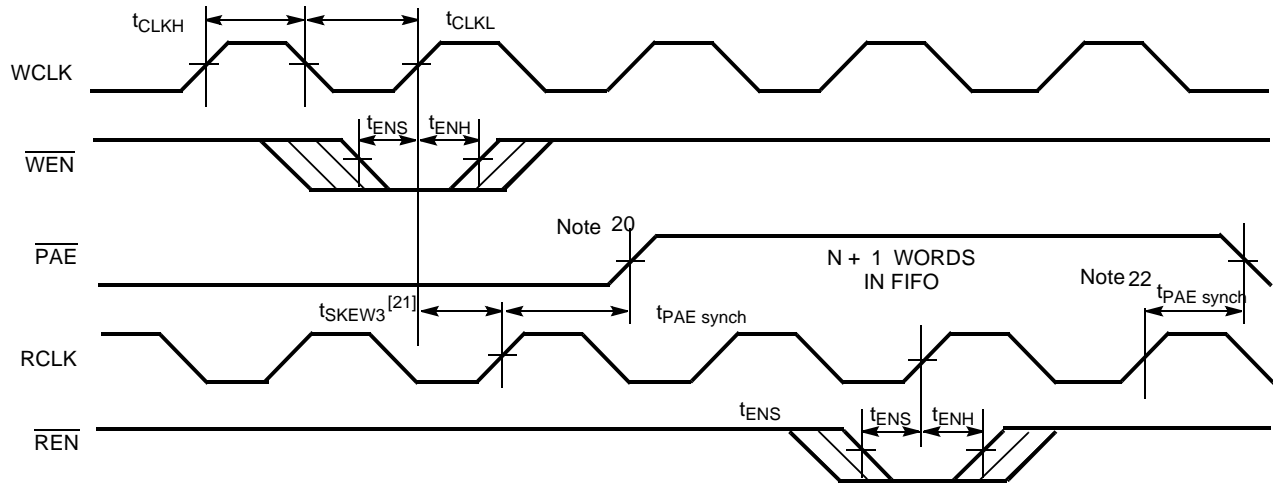 tCLKH
tCLKL
WCLK
tENS
tENH
WEN
Note 20
PAE
N + 1 WORDS
IN FIFO
Note 22
tPAE synch
tSKEW3[21]
tPAE synch
RCLK
tENS
tENS
tENH
REN